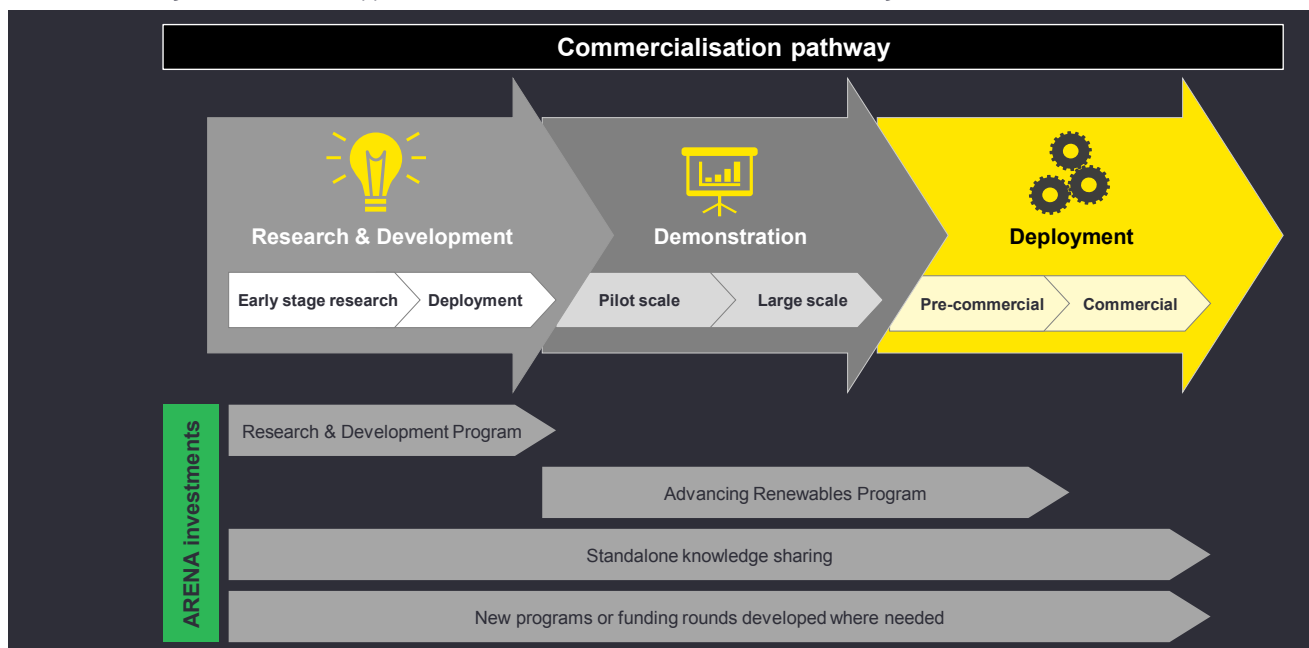 Commercialisation pathway
Research & Development
Demonstration
Deployment
Early stage research
Deployment
Pilot scale
Large scale
Pre-commercial
Commercial
ARENA investments
Research & Development Program
Advancing Renewables Program
Standalone knowledge sharing
New programs or funding rounds developed where needed